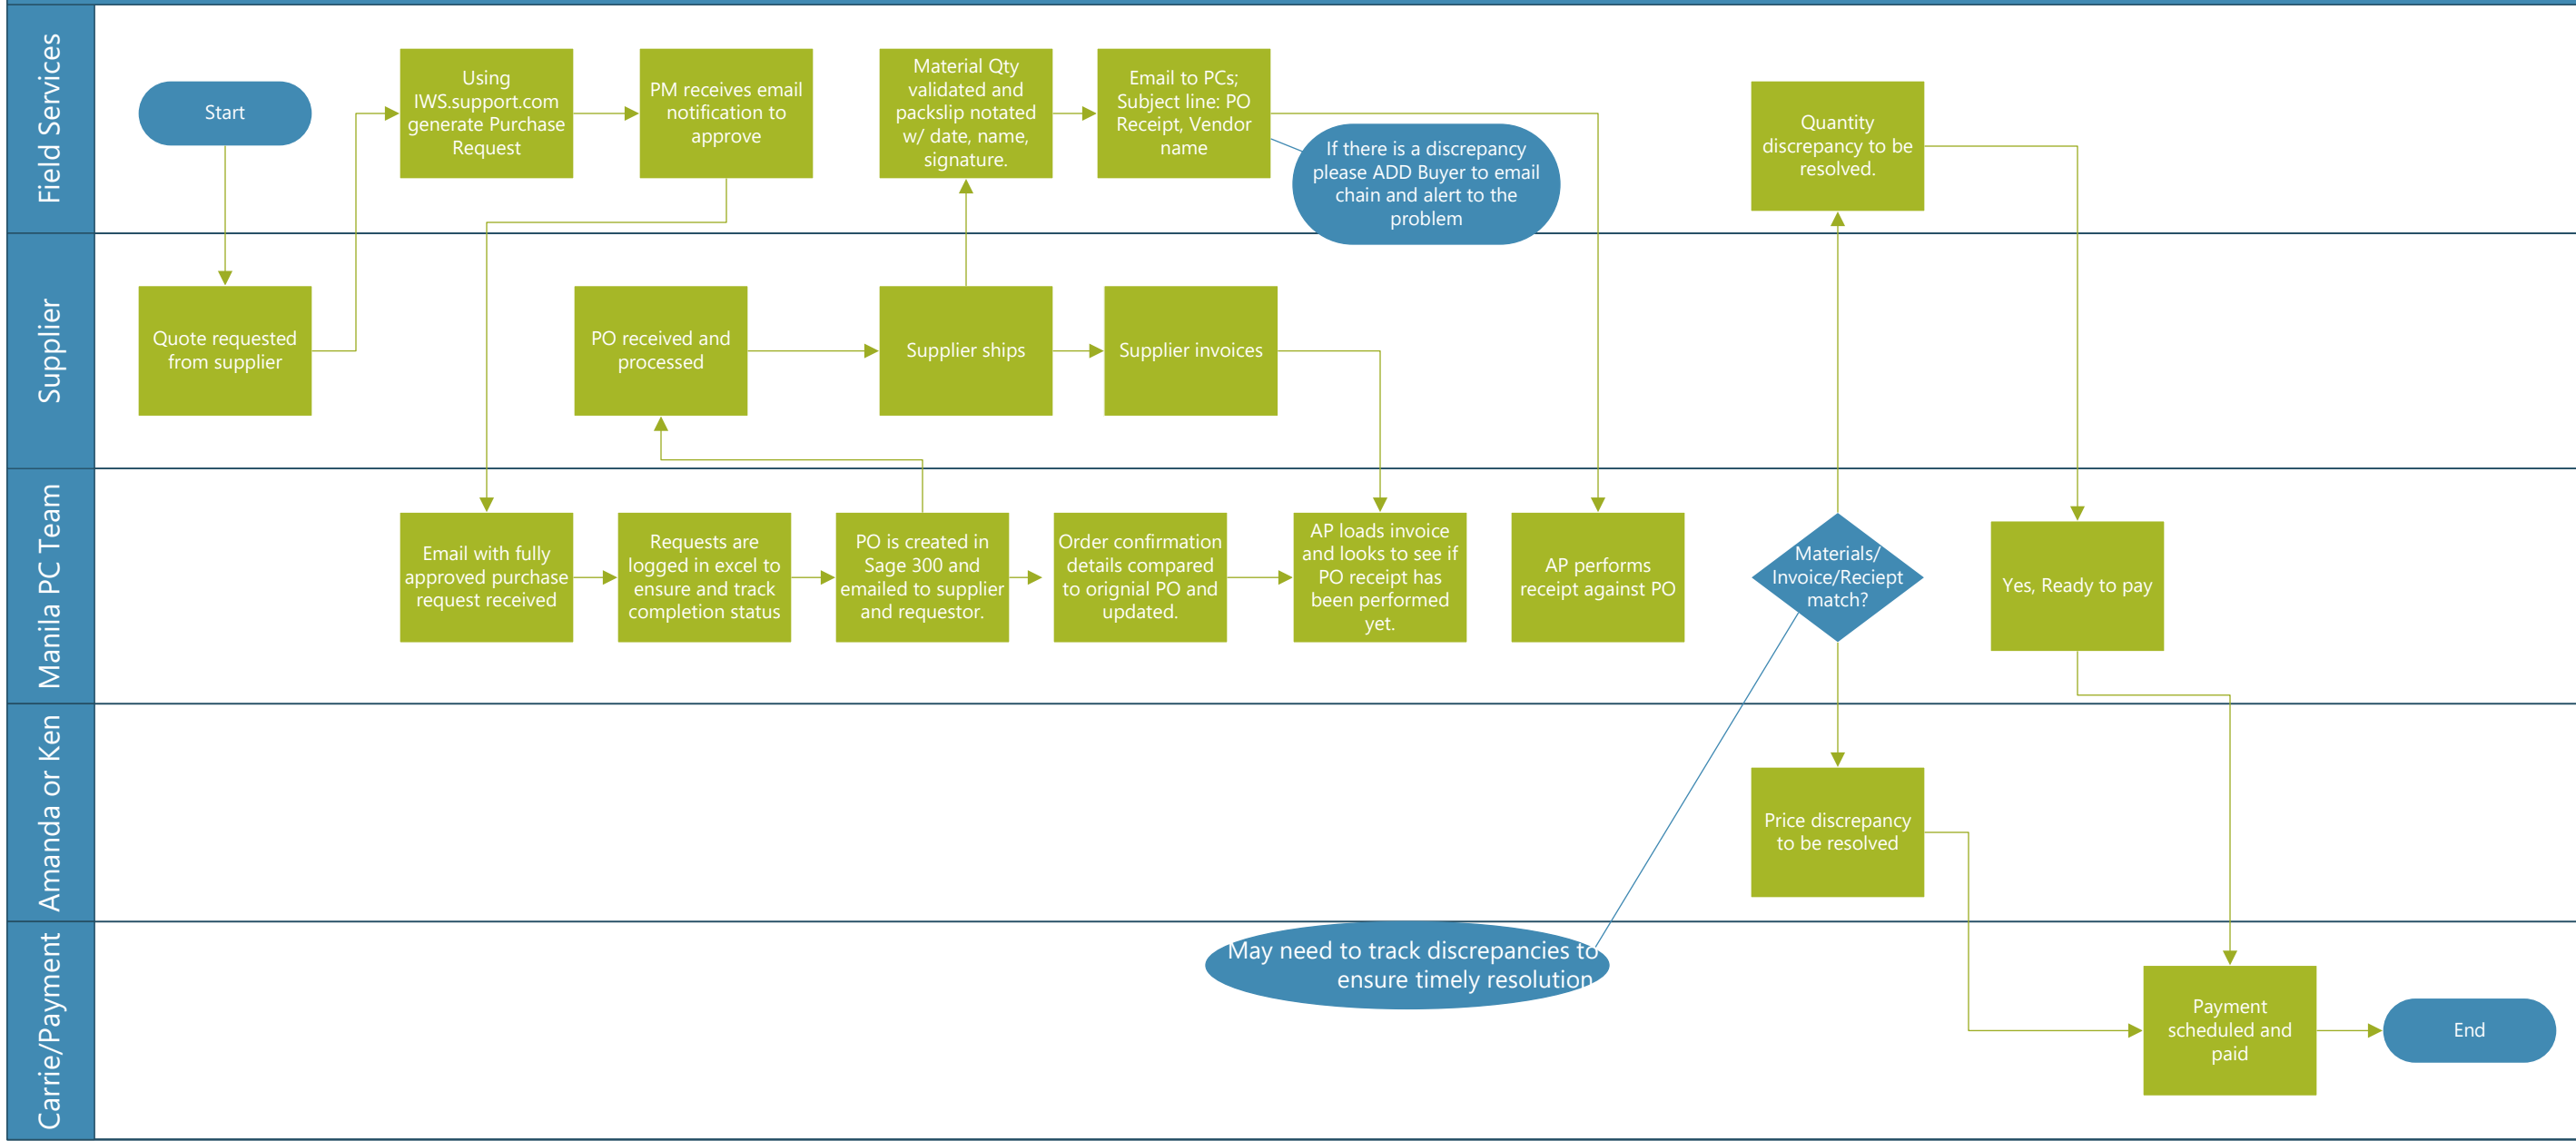 Field Services
Start
Using
IWS.support.com
generate Purchase
Request
PM receives email
notification to
approve
Material Qty
validated and
packslip notated
w/ date, name,
signature.
Email to PCs;
Subject line: PO
Receipt, Vendor
name
If there is a discrepancy
please ADD Buyer to email
chain and alert to the
problem
Quantity
discrepancy to be
resolved.
Supplier
Quote requested
from supplier
PO received and
processed
Supplier ships
Supplier invoices
Manila PC Team
Email with fully
approved purchase
request received
Requests are
logged in excel to
ensure and track
completion status
PO is created in
Sage 300 and
emailed to supplier
and requestor.
Order confirmation
details compared
to orignial PO and
updated.
AP loads invoice
and looks to see if
PO receipt has
been performed
yet.
AP performs
receipt against PO
Materials/
Invoice/Reciept
match?
Yes, Ready to pay
Amanda or Ken
Price discrepancy
to be resolved
Carrie/Payment
May need to track discrepancies to
ensure timely resolution
Payment
scheduled and
paid
End